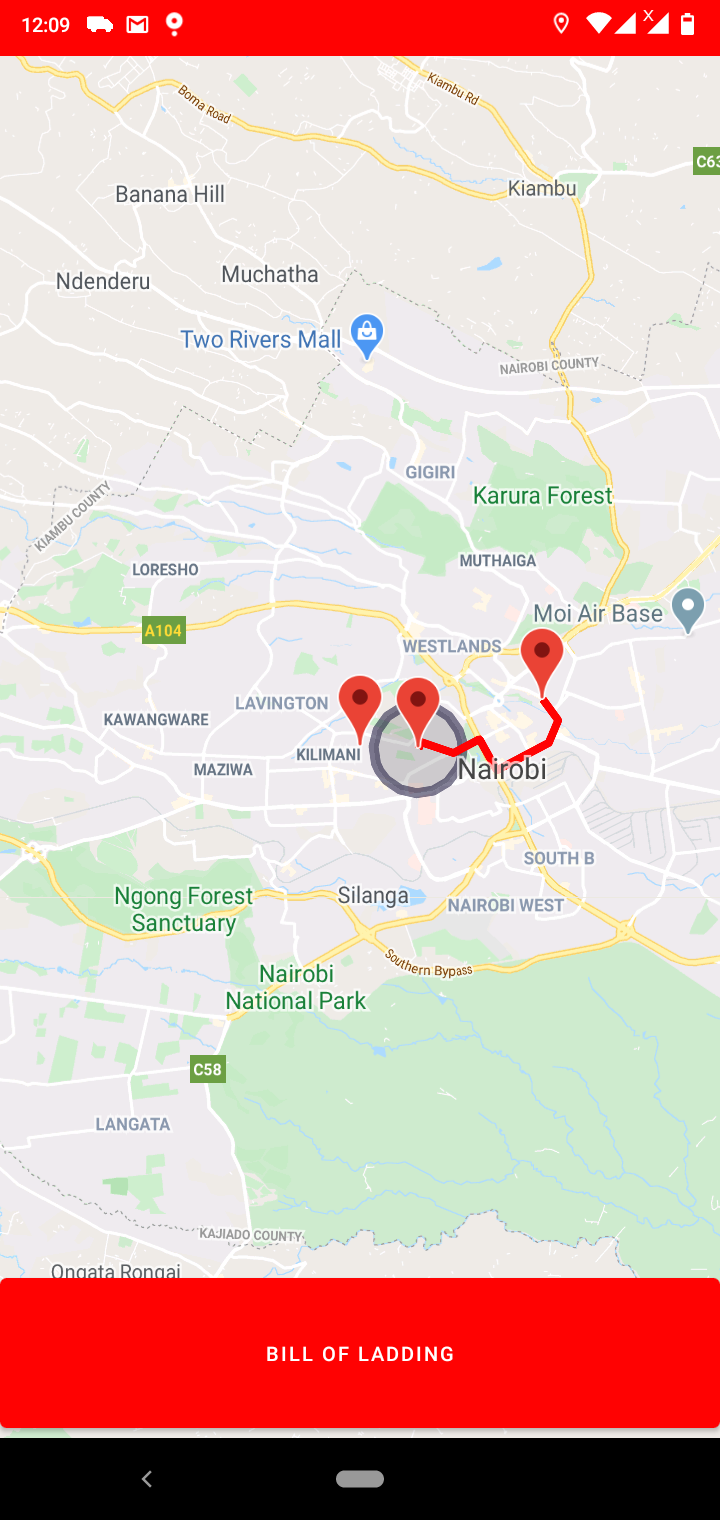 12:09
X
Boma Road
Kiambu Rd
C63
Banana Hill
Kiambu
Muchatha
Ndenderu
Two Rivers Mall
NAIROBI COUNTY
GIGIRI
Karura Forest
KIAMBU COUNTY
MUTHAIGA
LORESHO
Moi Air Base
A104
WESTLANDS
LAVINGTON
KAWANGWARE
KILIMANI
MAZIWA
Nairobi
SOUTH B
Ngong Forest
Sanctuary
Silanga
NAIROBI WEST
Southern Bypass
Nairobi
National Park
C58
LANGATA
KAJIADO COUNTY
Ongata Rongai
BILL OF LADDING